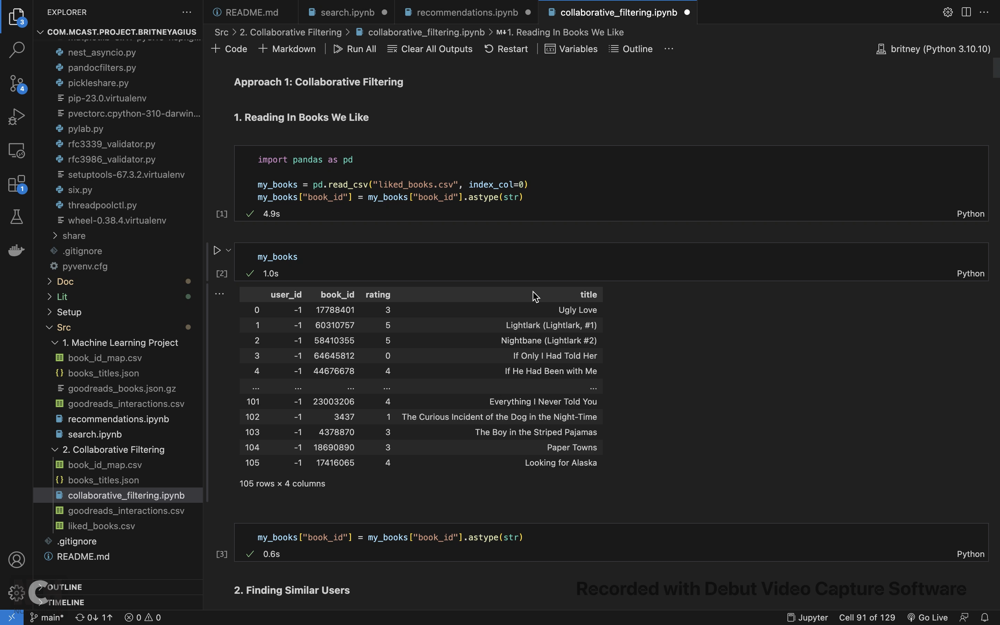 EXPLORER
README.md
search.ipynb
recommendations.ipynb
collaborative_filtering.ipynb
3
COM.MCAST.PROJECT.BRITNEYAGIUS
Src > 2. Collaborative Filtering > collaborative_filtering.ipynb > M↓1. Reading In Books We Like
+ Code + Markdown Run All Clear All Outputs Restart Variables Outline ...
britney (Python 3.10.10)
nest_asyncio.py
pandocfilters.py
pickleshare.py
4
pip-23.0.virtualenv
pvectorc.cpython-310-darwin...
pylab.py
rfc3339_validator.py
rfc3986_validator.py
setuptools-67.3.2.virtualenv
1
six.py
threadpoolctl.py
wheel-0.38.4.virtualenv
share
.gitignore
pyvenv.cfg
Doc
Lit
Setup
Src
1. Machine Learning Project
book_id_map.csv
books_titles.json
goodreads_books.json.gz
goodreads_interactions.csv
recommendations.ipynb
search.ipynb
2. Collaborative Filtering
book_id_map.csv
books_titles.json
collaborative_filtering.ipynb
goodreads_interactions.csv
liked_books.csv
.gitignore
README.md
OUTLINE
TIMELINE
Approach 1: Collaborative Filtering
1. Reading In Books We Like
import pandas as pd
my_books = pd.read_csv("liked_books.csv", index_col=0)
my_books["book_id"] = my_books["book_id"].astype(str)
[1] 4.9s Python
my_books
[2] 1.0s Python
... user_id book_id rating title
0 -1 17788401 3 Ugly Love
1 -1 60310757 5 Lightlark (Lightlark, #1)
2 -1 58410355 5 Nightbane (Lightlark #2)
3 -1 64645812 0 If Only I Had Told Her
4 -1 44676678 4 If He Had Been with Me
... ... ... ... ...
101 -1 23003206 4 Everything I Never Told You
102 -1 3437 1 The Curious Incident of the Dog in the Night-Time
103 -1 4378870 3 The Boy in the Striped Pajamas
104 -1 18690890 3 Paper Towns
105 -1 17416065 4 Looking for Alaska
105 rows × 4 columns
my_books["book_id"] = my_books["book_id"].astype(str)
[3] 0.6s Python
2. Finding Similar Users
Recorded with Debut Video Capture Software
main* 0↓ 1↑ 0 0
Jupyter Cell 91 of 129 Go Live